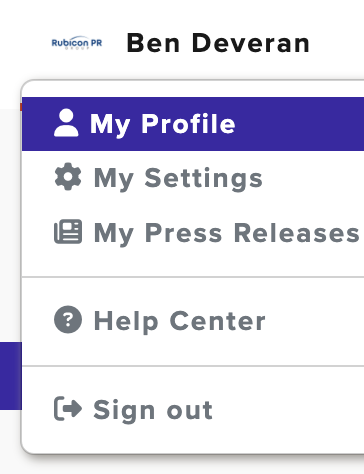 Rubicon PR
GROUP
Ben Deveran
My Profile
My Settings
My Press Releases
Help Center
Sign out